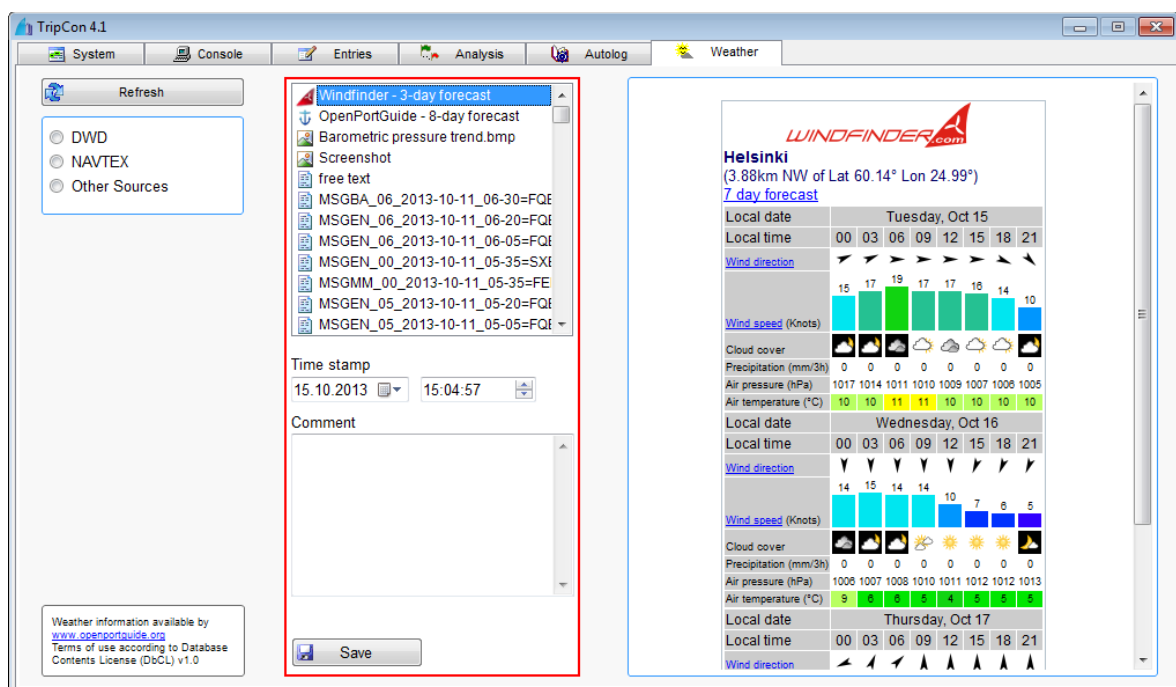 TripCon 4.1
System Console Entries Analysis Autolog Weather
Refresh
DWD
NAVTEX
Other Sources
Weather information available by
www.openportguide.org
Terms of use according to Database
Contents License (DbCL) v1.0
Windfinder - 3-day forecast
OpenPortGuide - 8-day forecast
Barometric pressure trend.bmp
Screenshot
free text
MSGBA_06_2013-10-11_06-30=FQE
MSGEN_06_2013-10-11_06-20=FQE
MSGEN_06_2013-10-11_06-05=FQE
MSGEN_00_2013-10-11_05-35=SXE
MSGMM_00_2013-10-11_05-35=FE
MSGEN_05_2013-10-11_05-20=FQE
MSGEN_05_2013-10-11_05-05=FQE
Time stamp
15.10.2013 15:04:57
Comment
Save
WINDFINDER.com
Helsinki
(3.88km NW of Lat 60.14° Lon 24.99°)
7 day forecast
Local date Tuesday, Oct 15
Local time 00 03 06 09 12 15 18 21
Wind direction
15 17 19 17 17 16 14 10
Wind speed (Knots)
Cloud cover
Precipitation (mm/3h) 0 0 0 0 0 0 0 0
Air pressure (hPa) 1017 1014 1011 1010 1009 1007 1006 1005
Air temperature (°C) 10 10 11 11 10 10 10 10
Local date Wednesday, Oct 16
Local time 00 03 06 09 12 15 18 21
Wind direction
14 15 14 14 10 7 6 5
Wind speed (Knots)
Cloud cover
Precipitation (mm/3h) 0 0 0 0 0 0 0 0
Air pressure (hPa) 1006 1007 1008 1010 1011 1012 1012 1013
Air temperature (°C) 9 6 6 5 4 5 5 5
Local date Thursday, Oct 17
Local time 00 03 06 09 12 15 18 21
Wind direction